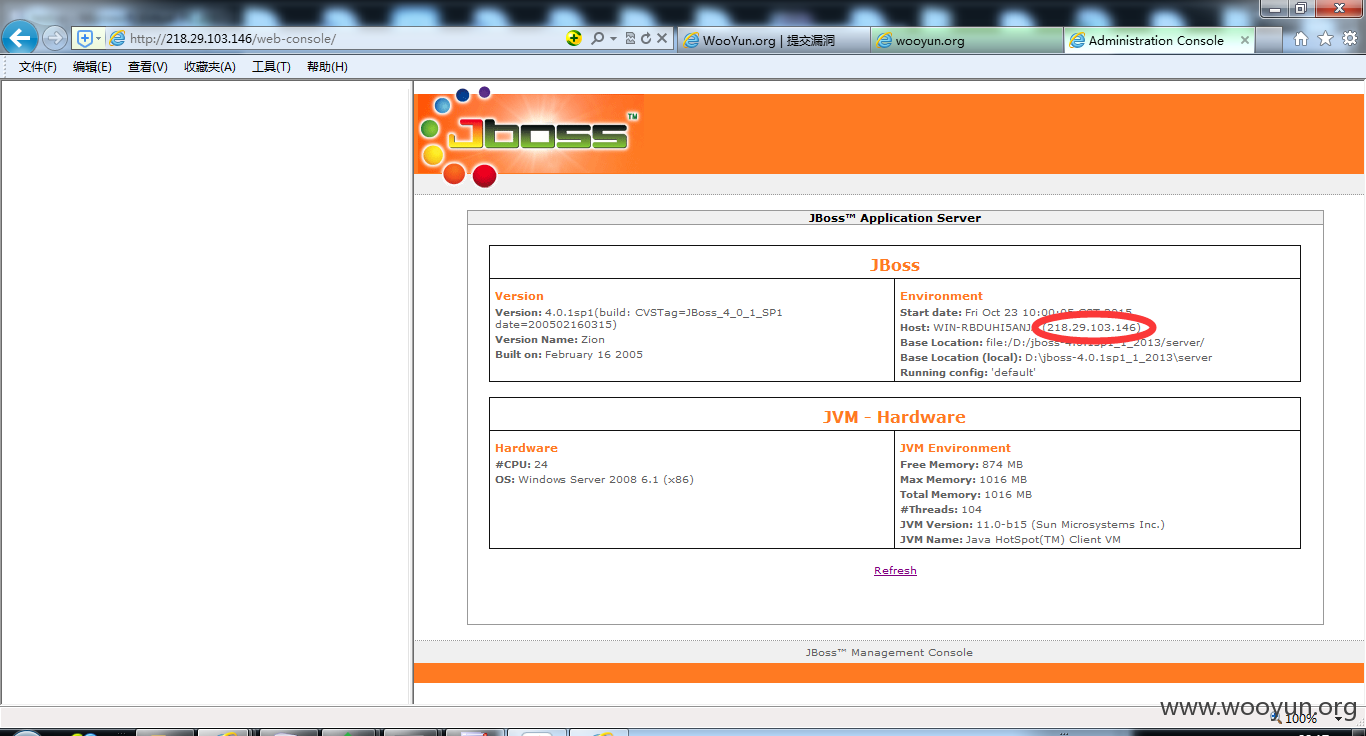 http://218.29.103.146/web-console/
WooYun.org | 提交漏洞
wooyun.org
Administration Console
文件(F) 编辑(E) 查看(V) 收藏夹(A) 工具(T) 帮助(H)
Jboss™
JBoss™ Application Server
JBoss
Version
Version: 4.0.1sp1(build: CVSTag=JBoss_4_0_1_SP1
date=200502160315)
Version Name: Zion
Built on: February 16 2005
Environment
Start date: Fri Oct 23 10:00:05 CST 2015
Host: (218.29.103.146)
Base Location: file:/D:/jboss-4.0.1sp1_1_2013/server/
Base Location (local): D:\jboss-4.0.1sp1_1_2013\server
Running config: 'default'
JVM - Hardware
Hardware
#CPU: 24
OS: Windows Server 2008 6.1 (x86)
JVM Environment
Free Memory: 874 MB
Max Memory: 1016 MB
Total Memory: 1016 MB
#Threads: 104
JVM Version: 11.0-b15 (Sun Microsystems Inc.)
JVM Name: Java HotSpot(TM) Client VM
Refresh
JBoss™ Management Console
www.wooyun.org
100%